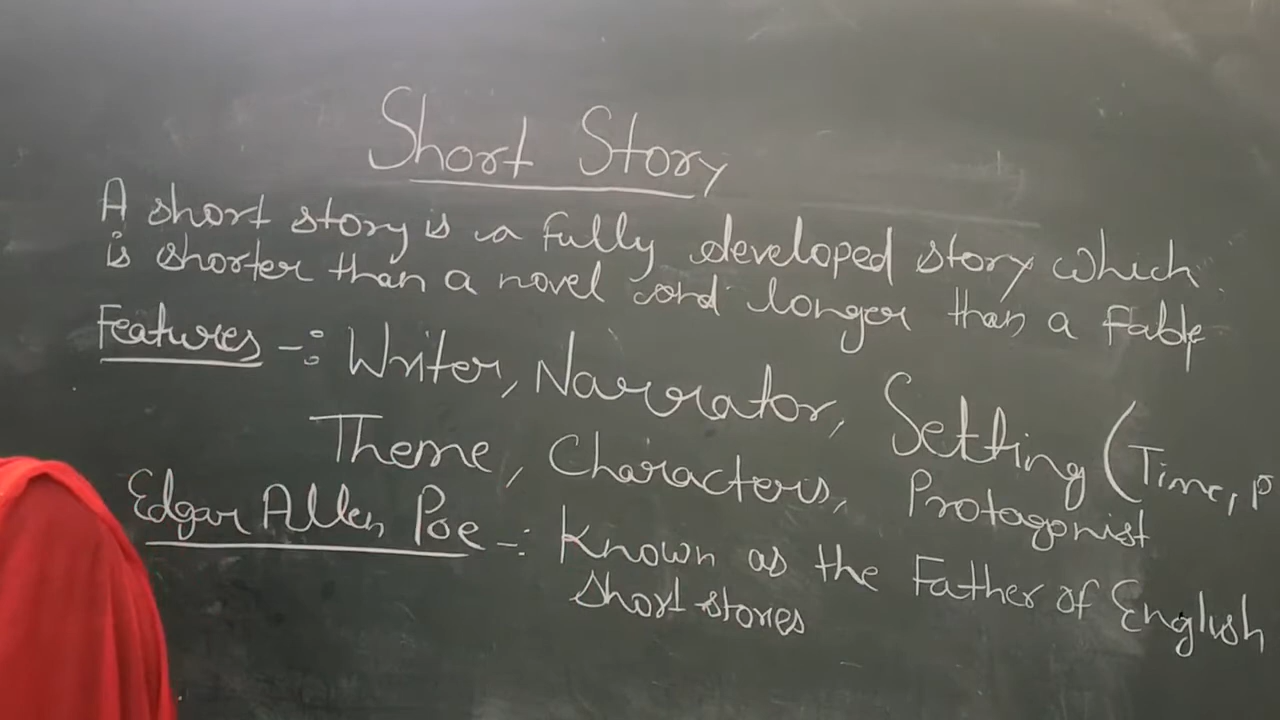 Short Story
A short story is a fully developed story which
is shorter than a novel and longer than a fable
Features -: Writer, Narrator, Setting (Time, P
Theme, Characters, Protagonist
Edgar Allen Poe -: Known as the Father of English
Short stories